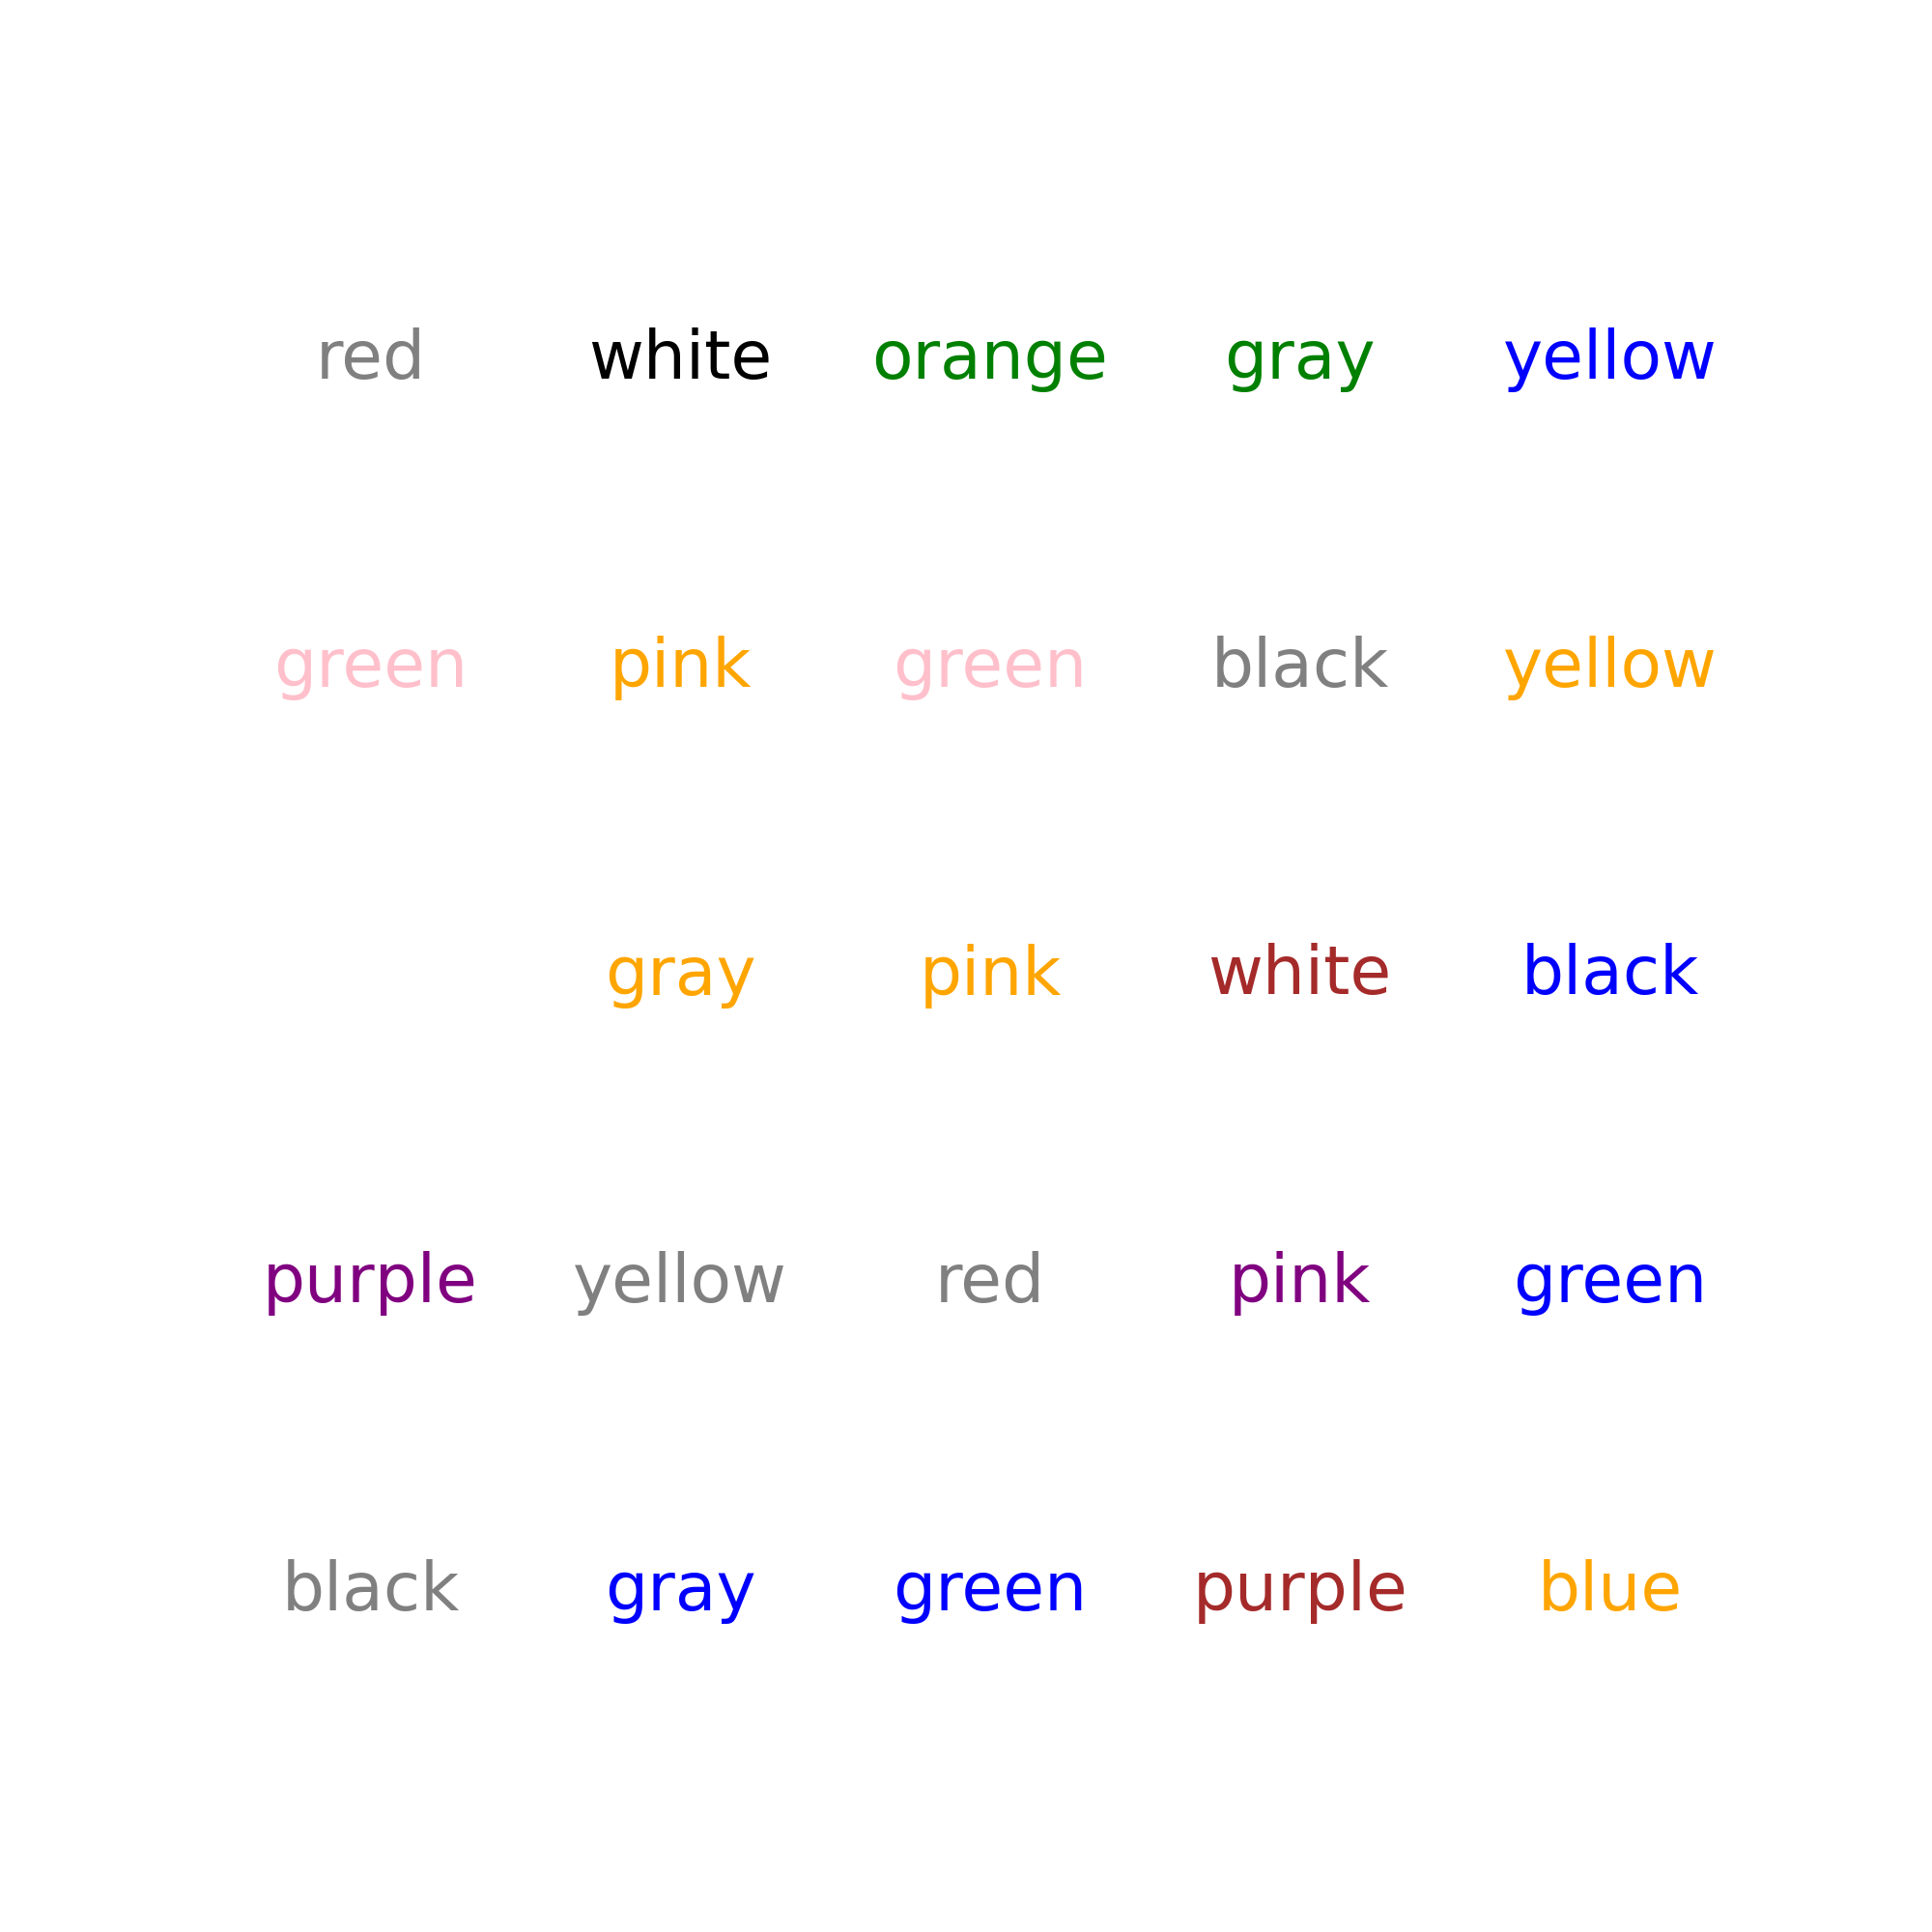 red white orange gray yellow
green pink green black yellow
gray pink white black
purple yellow red pink green
black gray green purple blue